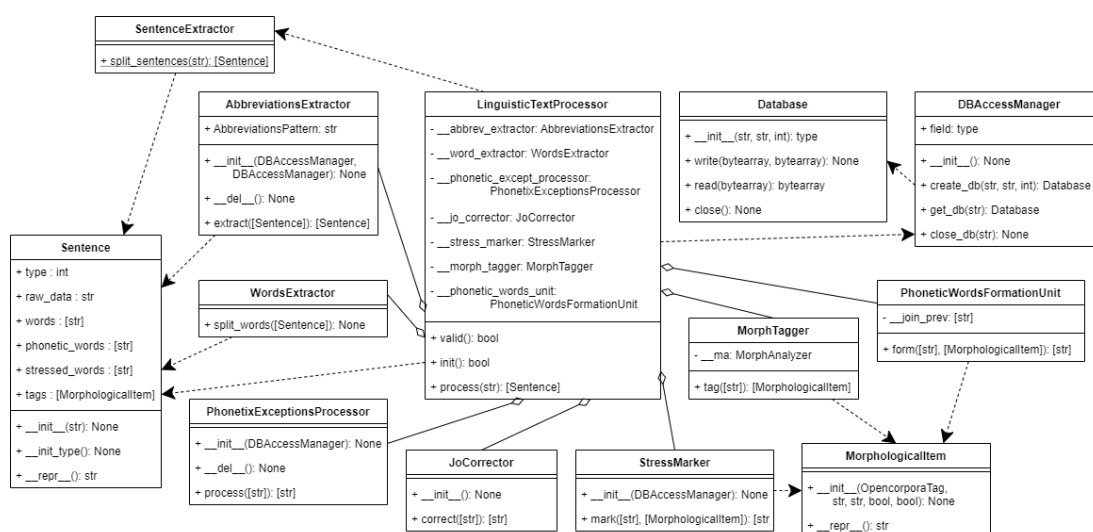 SentenceExtractor
+ split_sentences(str): [Sentence]
AbbreviationsExtractor
+ AbbreviationsPattern: str
+ __init__(DBAccessManager,
DBAccessManager): None
+ __del__(): None
+ extract([Sentence]): [Sentence]
LinguisticTextProcessor
- __abbrev_extractor: AbbreviationsExtractor
- __word_extractor: WordsExtractor
- __phonetic_except_processor:
PhonetixExceptionsProcessor
- __jo_corrector: JoCorrector
- __stress_marker: StressMarker
- __morph_tagger: MorphTagger
- __phonetic_words_unit:
PhoneticWordsFormationUnit
+ valid(): bool
+ init(): bool
+ process(str): [Sentence]
Database
+ __init__(str, str, int): type
+ write(bytearray, bytearray): None
+ read(bytearray): bytearray
+ close(): None
DBAccessManager
+ field: type
+ __init__(): None
+ create_db(str, str, int): Database
+ get_db(str): Database
+ close_db(str): None
Sentence
+ type : int
+ raw_data : str
+ words : [str]
+ phonetic_words : [str]
+ stressed_words : [str]
+ tags : [MorphologicalItem]
+ __init__(str): None
+ __init_type(): None
+ __repr__(): str
WordsExtractor
+ split_words([Sentence]): None
PhoneticWordsFormationUnit
- __join_prev: [str]
+ form([str], [MorphologicalItem]): [str]
MorphTagger
- __ma: MorphAnalyzer
+ tag([str]): [MorphologicalItem]
PhonetixExceptionsProcessor
+ __init__(DBAccessManager): None
+ __del__(): None
+ process([str]): [str]
JoCorrector
+ __init__(): None
+ correct([str]): [str]
StressMarker
+ __init__(DBAccessManager): None
+ mark([str], [MorphologicalItem]): [str
MorphologicalItem
+ __init__(OpencorporaTag,
str, str, bool, bool): None
+ __repr__(): str